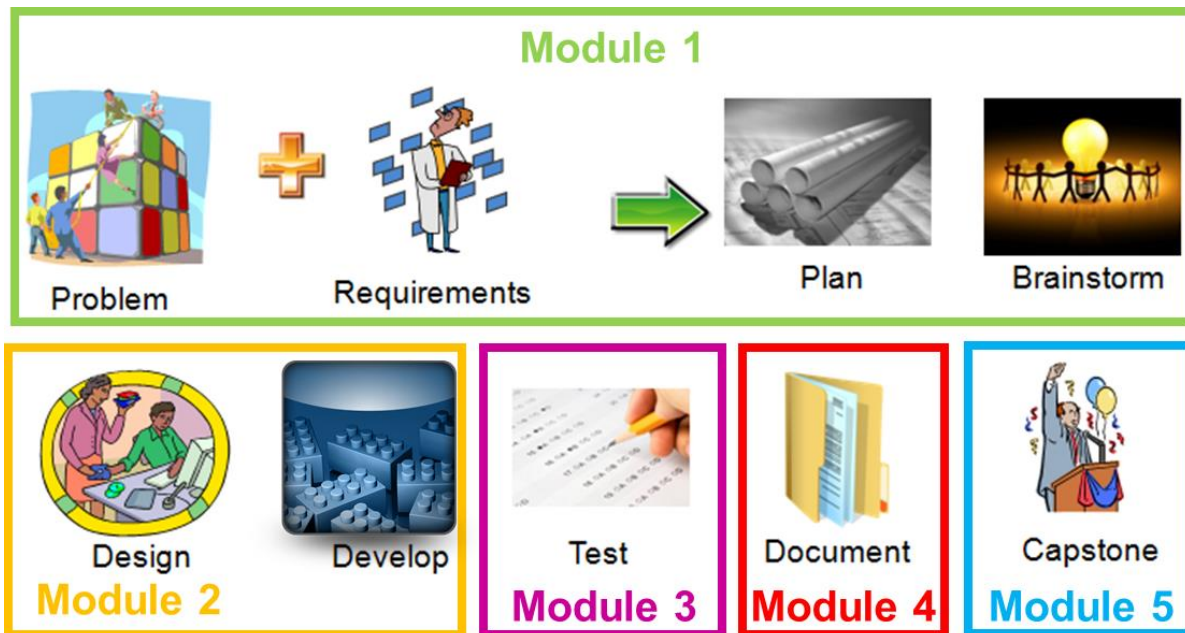 Module 1
Problem
Requirements
Plan
Brainstorm
Design
Develop
Module 2
Test
Module 3
Document
Module 4
Capstone
Module 5